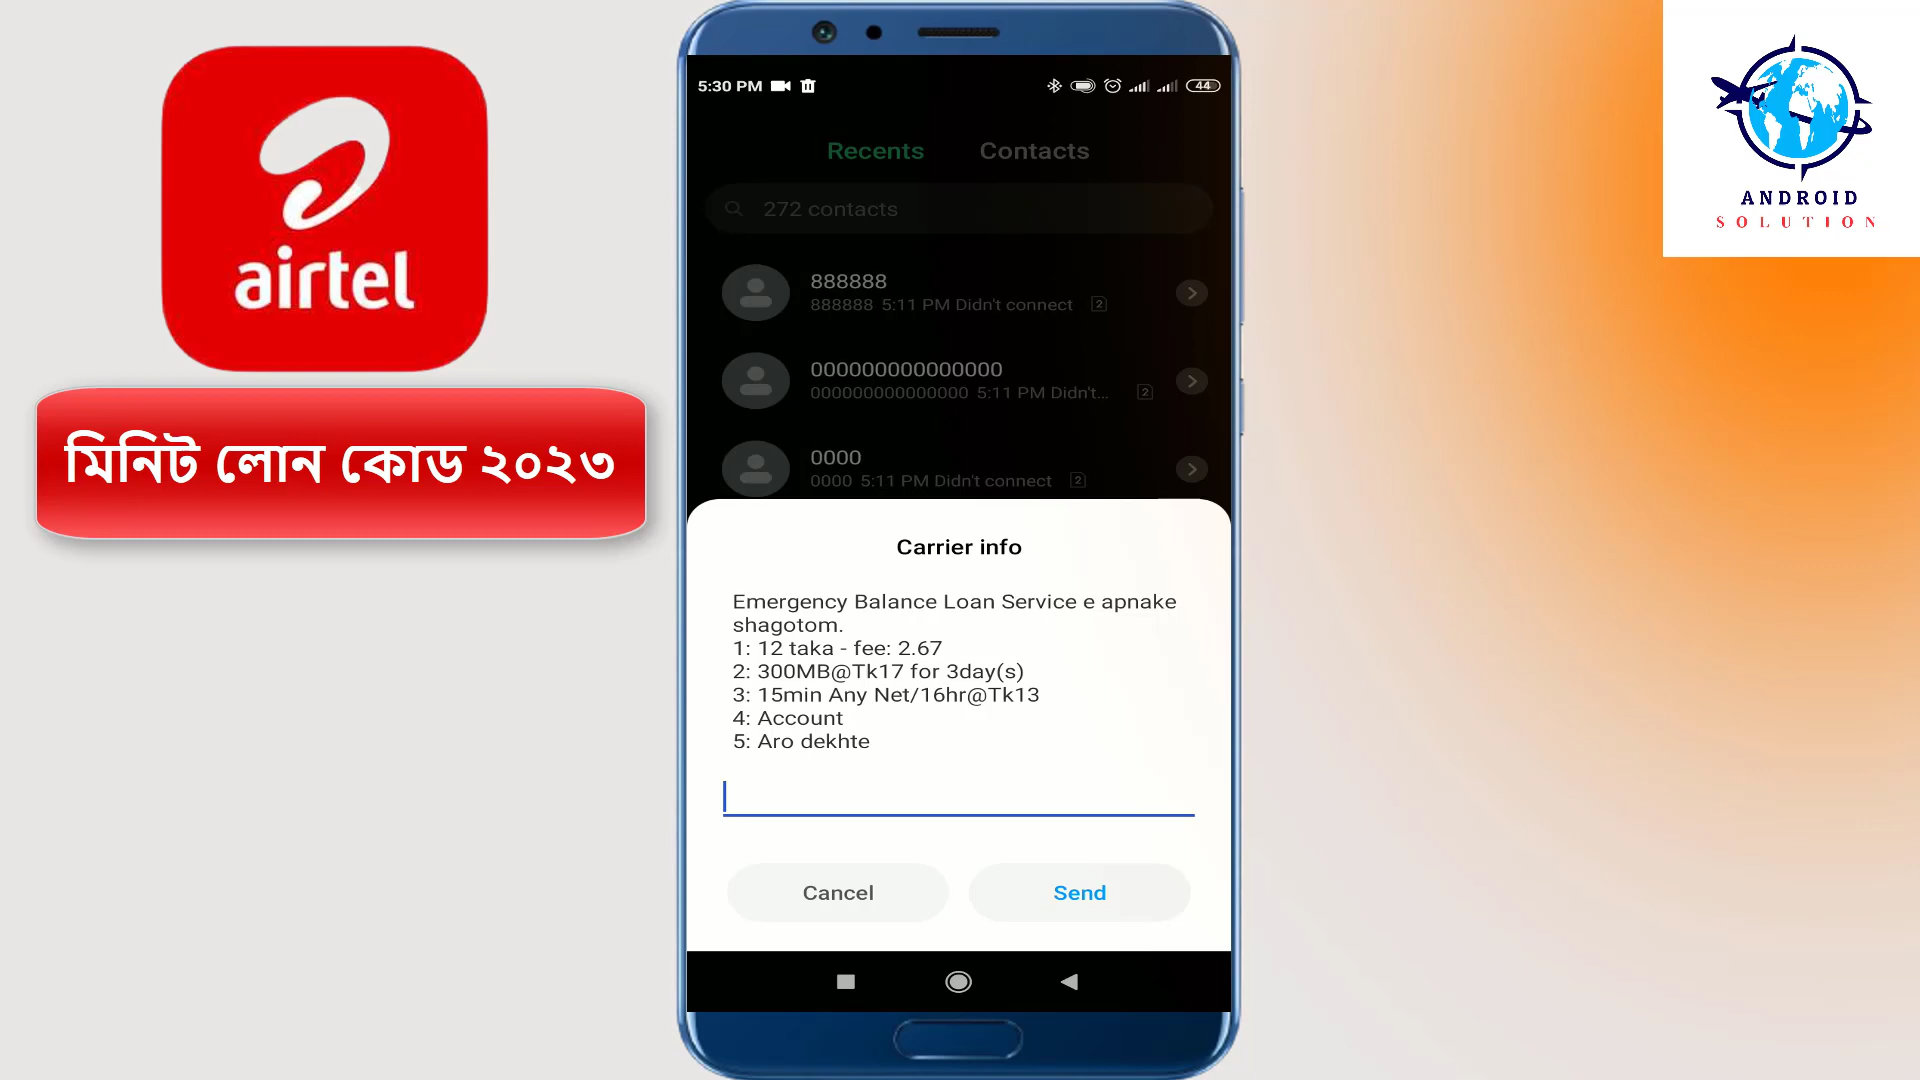 airtel
মিনিট লোন কোড ২০২৩
5:30 PM
44
Recents Contacts
272 contacts
888888
888888 5:11 PM Didn't connect 2
000000000000000
000000000000000 5:11 PM Didn't... 2
0000
0000 5:11 PM Didn't connect 2
Carrier info
Emergency Balance Loan Service e apnake
shagotom.
1: 12 taka - fee: 2.67
2: 300MB@Tk17 for 3day(s)
3: 15min Any Net/16hr@Tk13
4: Account
5: Aro dekhte
Cancel Send
ANDROID
SOLUTION